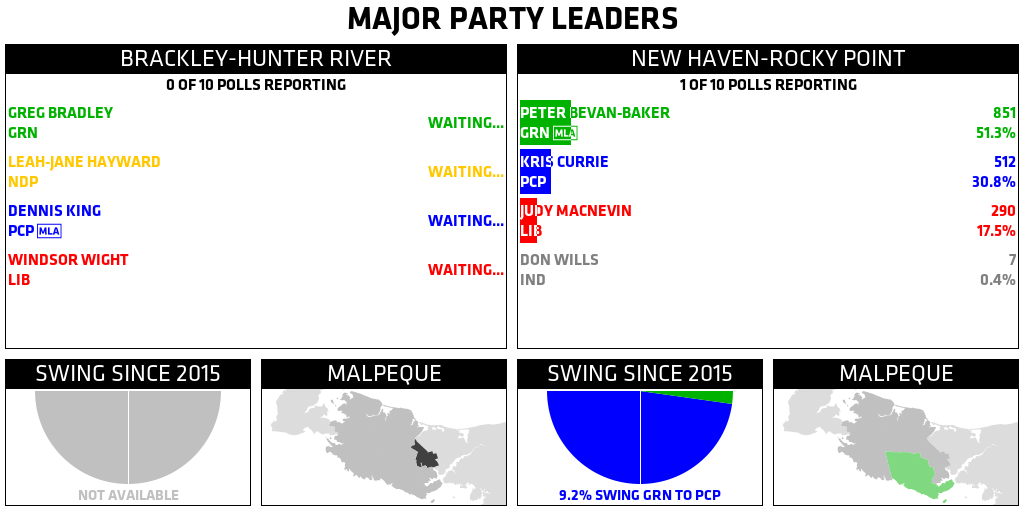 MAJOR PARTY LEADERS
BRACKLEY-HUNTER RIVER
0 OF 10 POLLS REPORTING
GREG BRADLEY
GRN
WAITING...
LEAH-JANE HAYWARD
NDP
WAITING...
DENNIS KING
PCP MLA
WAITING...
WINDSOR WIGHT
LIB
WAITING...
NEW HAVEN-ROCKY POINT
1 OF 10 POLLS REPORTING
PETER BEVAN-BAKER 851
GRN MLA 51.3%
KRIS CURRIE 512
PCP 30.8%
JUDY MACNEVIN 290
LIB 17.5%
DON WILLS 7
IND 0.4%
SWING SINCE 2015
NOT AVAILABLE
MALPEQUE
SWING SINCE 2015
9.2% SWING GRN TO PCP
MALPEQUE